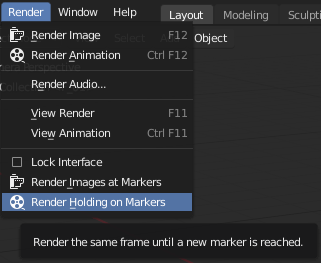 Render Window Help Layout Modeling Sculpti
Render Image F12
Select Object
Render Animation Ctrl F12
Render Audio...
View Render F11
View Animation Ctrl F11
Lock Interface
Render Images at Markers
Render Holding on Markers
Render the same frame until a new marker is reached.